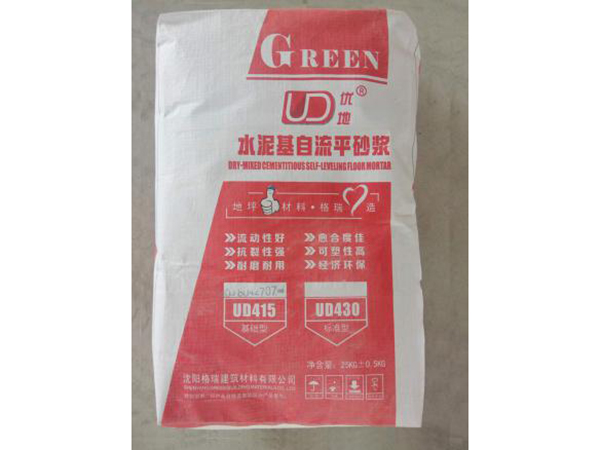 GREEN
UD 优地®
水泥基自流平砂浆
DRY-MIXED CEMENTITIOUS SELF-LEVELING FLOOR MORTAR
地坪 材料·格瑞 造
>>>流动性好 >>>愈合度佳
>>>抗裂性强 >>>可塑性高
>>>耐磨耐用 >>>经济环保
UD415 UD430
基础型 标准型
净含量：25KG±0.5KG
沈阳格瑞建筑材料有限公司